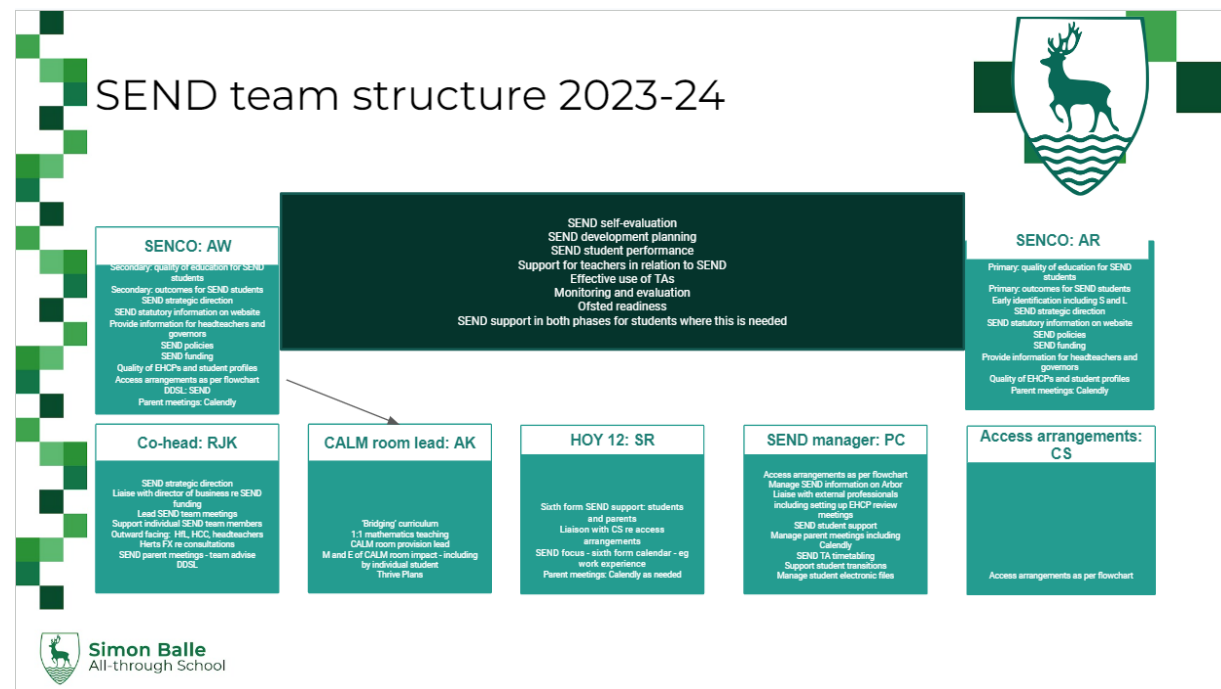 SEND team structure 2023-24
SEND self-evaluation
SEND development planning
SEND student performance
Support for teachers in relation to SEND
Effective use of TAs
Monitoring and evaluation
Ofsted readiness
SEND support in both phases for students where this is needed
SENCO: AW
Secondary: quality of education for SEND
students
Secondary: outcomes for SEND students
SEND strategic direction
SEND statutory information on website
Provide information for headteachers and
governors
SEND policies
SEND funding
Quality of EHCPs and student profiles
Access arrangements as per flowchart
DDSL: SEND
Parent meetings: Calendly
SENCO: AR
Primary: quality of education for SEND
students
Primary: outcomes for SEND students
Early identification including S and L
SEND strategic direction
SEND statutory information on website
SEND policies
SEND funding
Provide information for headteachers and
governors
Quality of EHCPs and student profiles
Parent meetings: Calendly
Co-head: RJK
SEND strategic direction
Liaise with director of business re SEND
funding
Lead SEND team meetings
Support individual SEND team members
Outward facing: HfL, HCC, headteachers
Herts FX re consultations
SEND parent meetings - team advise
DDSL
CALM room lead: AK
'Bridging' curriculum
1:1 mathematics teaching
CALM room provision lead
M and E of CALM room impact - including
by individual student
Thrive Plans
HOY 12: SR
Sixth form SEND support: students
and parents
Liaison with CS re access
arrangements
SEND focus - sixth form calendar - eg
work experience
Parent meetings: Calendly as needed
SEND manager: PC
Access arrangements as per flowchart
Manage SEND information on Arbor
Liaise with external professionals
including setting up EHCP review
meetings
SEND student support
Manage parent meetings including
Calendly
SEND TA timetabling
Support student transitions
Manage student electronic files
Access arrangements:
CS
Access arrangements as per flowchart
Simon Balle
All-through School